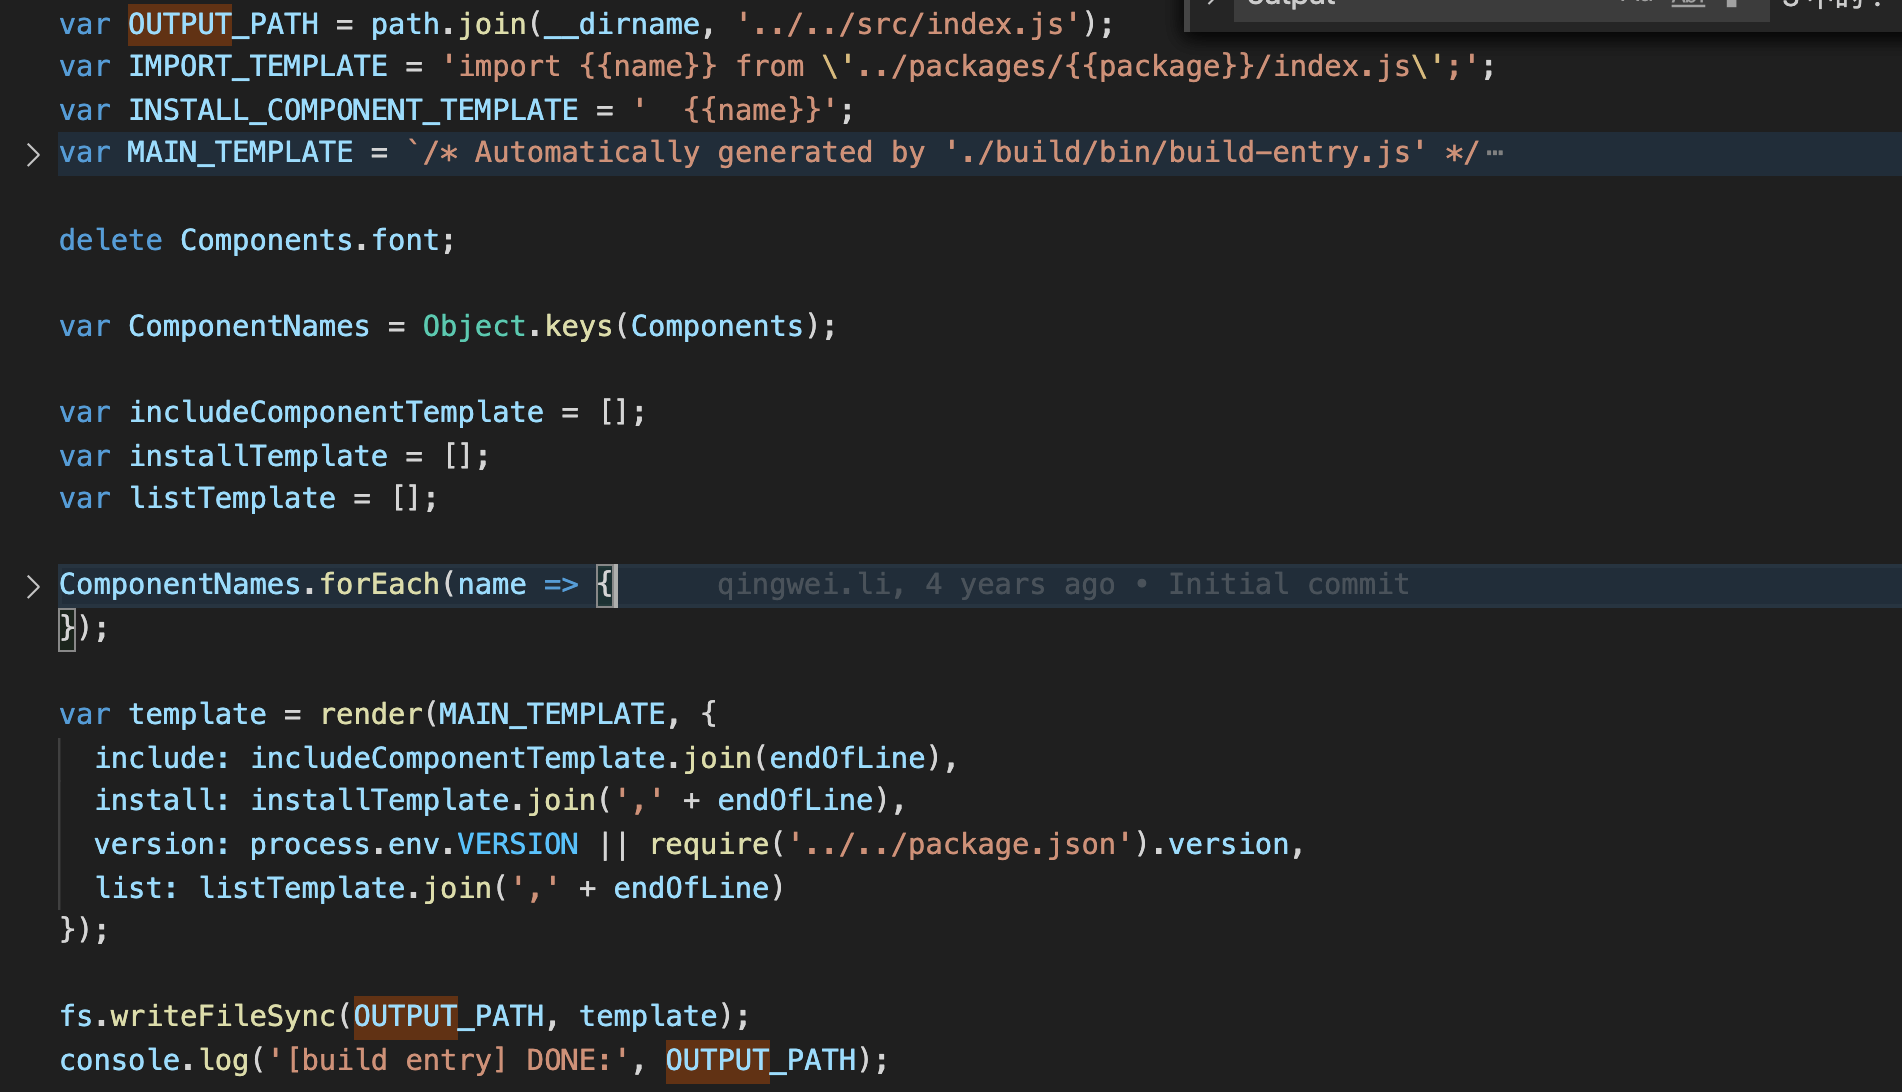 var OUTPUT_PATH = path.join(__dirname, '../../src/index.js');
var IMPORT_TEMPLATE = 'import {{name}} from \'../packages/{{package}}/index.js\';';
var INSTALL_COMPONENT_TEMPLATE = '  {{name}}';
var MAIN_TEMPLATE = `/* Automatically generated by './build/bin/build-entry.js' */⋯
delete Components.font;
var ComponentNames = Object.keys(Components);
var includeComponentTemplate = [];
var installTemplate = [];
var listTemplate = [];
ComponentNames.forEach(name => { qingwei.li, 4 years ago • Initial commit
});
var template = render(MAIN_TEMPLATE, {
  include: includeComponentTemplate.join(endOfLine),
  install: installTemplate.join(',' + endOfLine),
  version: process.env.VERSION || require('../../package.json').version,
  list: listTemplate.join(',' + endOfLine)
});
fs.writeFileSync(OUTPUT_PATH, template);
console.log('[build entry] DONE:', OUTPUT_PATH);